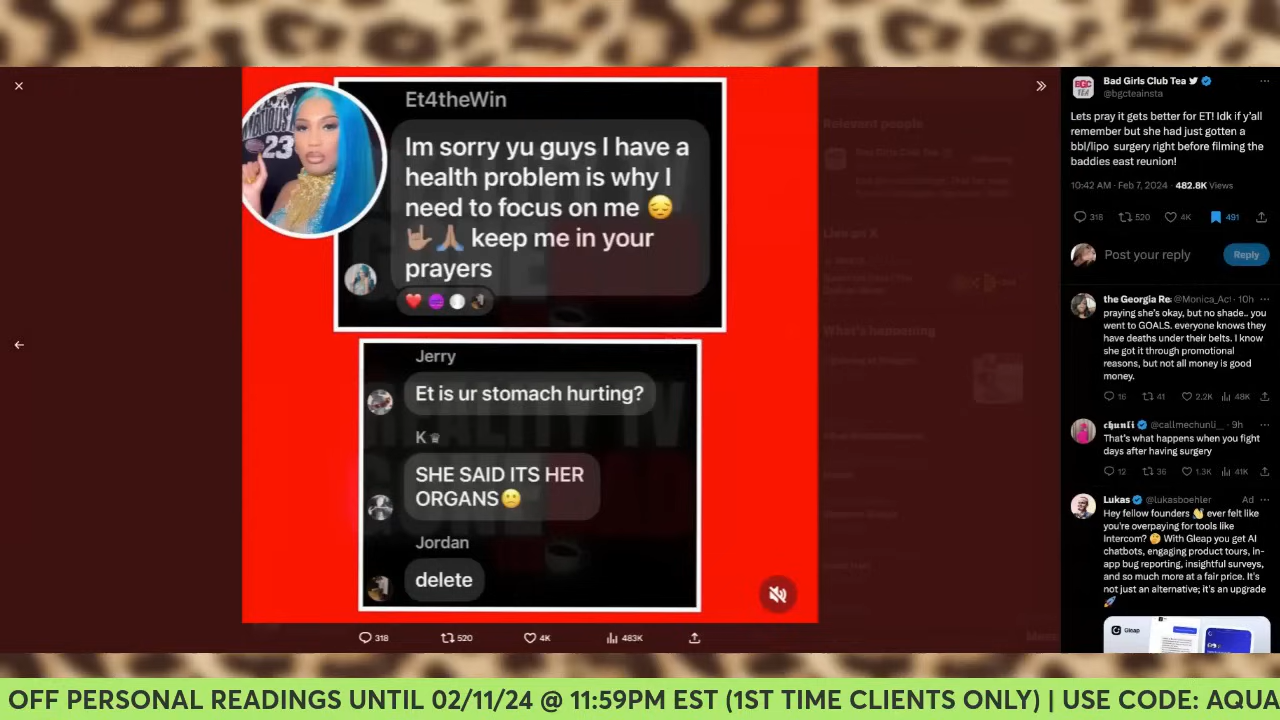 Et4theWin
Im sorry yu guys I have a
health problem is why I
need to focus on me 😔
🤟🏽🙏🏽 keep me in your
prayers
Jerry
Et is ur stomach hurting?
K ♛
SHE SAID ITS HER
ORGANS🙁
Jordan
delete
318 520 4K 483K
23
Relevant people
What's happening
Bad Girls Club Tea
@bgcteainsta
Lets pray it gets better for ET! Idk if y'all
remember but she had just gotten a
bbl/lipo surgery right before filming the
baddies east reunion!
10:42 AM · Feb 7, 2024 · 482.8K Views
318 520 4K 491
Post your reply Reply
the Georgia Re: @Monica_Act · 10h
praying she's okay, but no shade.. you
went to GOALS. everyone knows they
have deaths under their belts. I know
she got it through promotional
reasons, but not all money is good
money.
16 41 2.2K 48K
chunli @callmechunli_ · 9h
That's what happens when you fight
days after having surgery
12 36 1.3K 41K
Lukas @lukasboehler Ad
Hey fellow founders 👋 ever felt like
you're overpaying for tools like
Intercom? 🤔 With Gleap you get AI
chatbots, engaging product tours, in-
app bug reporting, insightful surveys,
and so much more at a fair price. It's
not just an alternative; it's an upgrade
🚀
Gleap
OFF PERSONAL READINGS UNTIL 02/11/24 @ 11:59PM EST (1ST TIME CLIENTS ONLY) | USE CODE: AQUA